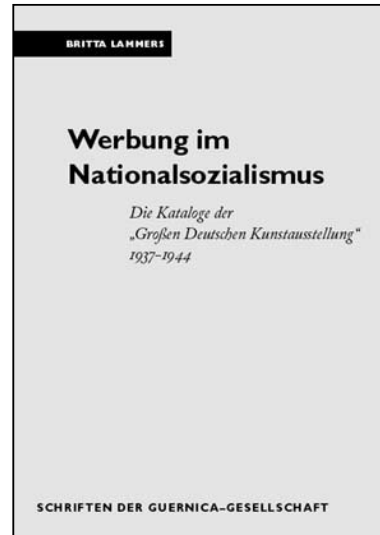 BRITTA LAMMERS
Werbung im
Nationalsozialismus
Die Kataloge der
„Großen Deutschen Kunstausstellung“
1937–1944
SCHRIFTEN DER GUERNICA-GESELLSCHAFT